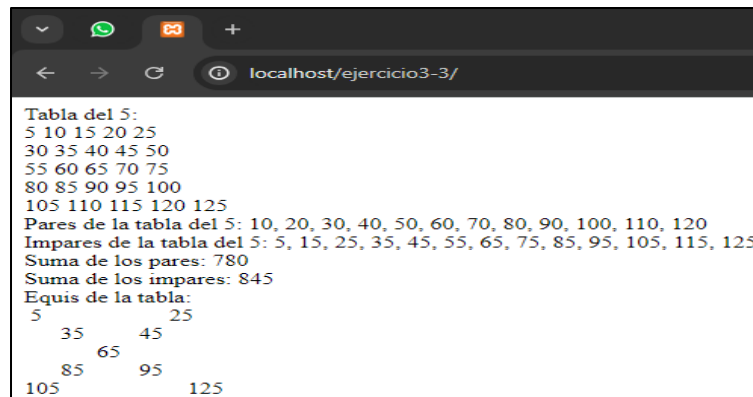 localhost/ejercicio3-3/
Tabla del 5:
5 10 15 20 25
30 35 40 45 50
55 60 65 70 75
80 85 90 95 100
105 110 115 120 125
Pares de la tabla del 5: 10, 20, 30, 40, 50, 60, 70, 80, 90, 100, 110, 120
Impares de la tabla del 5: 5, 15, 25, 35, 45, 55, 65, 75, 85, 95, 105, 115, 125
Suma de los pares: 780
Suma de los impares: 845
Equis de la tabla:
5 25
35 45
65
85 95
105 125